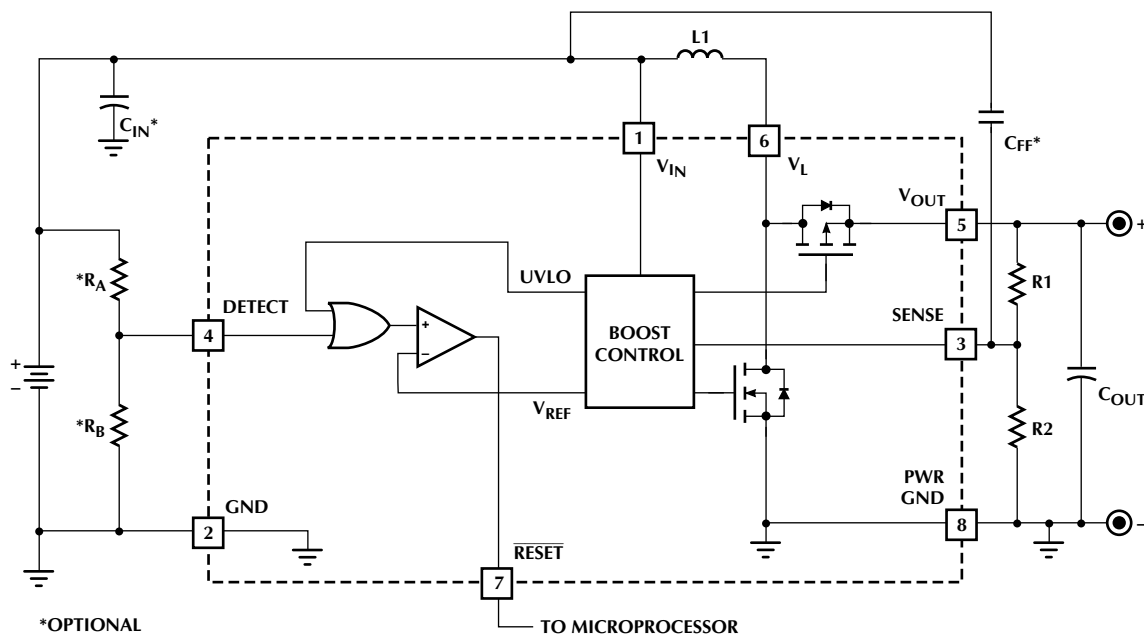 L1
C_IN*
C_FF*
1
6
V_IN
V_L
V_OUT
5
+
*R_A
UVLO
R1
DETECT
SENSE
4
+
−
BOOST
CONTROL
3
+
−
C_OUT
*R_B
V_REF
R2
GND
PWR
GND
2
8
−
RESET
7
*OPTIONAL
TO MICROPROCESSOR